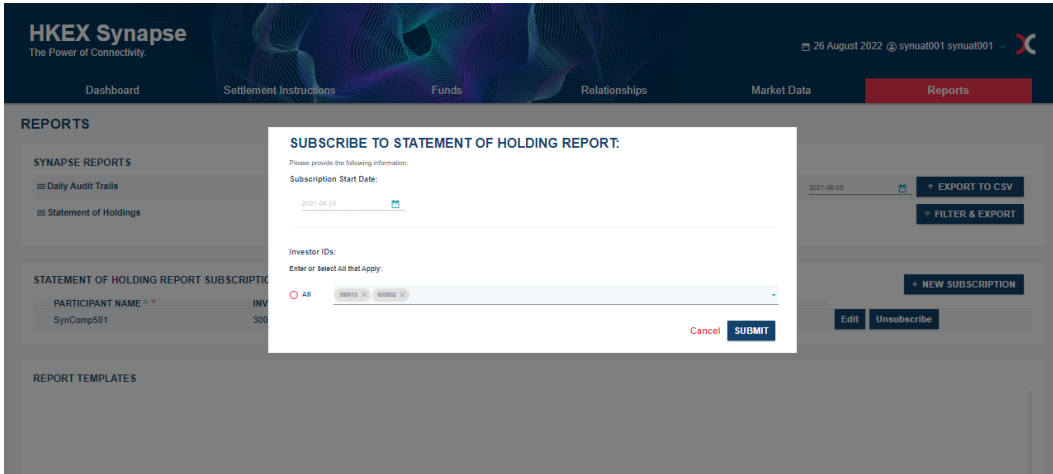 HKEX Synapse
The Power of Connectivity.
26 August 2022 synuat001 synuat001
Dashboard Settlement Instructions Funds Relationships Market Data Reports
REPORTS
SUBSCRIBE TO STATEMENT OF HOLDING REPORT:
Please provide the following information:
Subscription Start Date:
2021-08-05
Investor IDs:
Enter or Select All that Apply:
All 300013 600002
Cancel SUBMIT
SYNAPSE REPORTS
Daily Audit Trails 2021-08-05 EXPORT TO CSV
Statement of Holdings FILTER & EXPORT
STATEMENT OF HOLDING REPORT SUBSCRIPTIO
+ NEW SUBSCRIPTION
PARTICIPANT NAME INV
SynComp501 300 Edit Unsubscribe
REPORT TEMPLATES